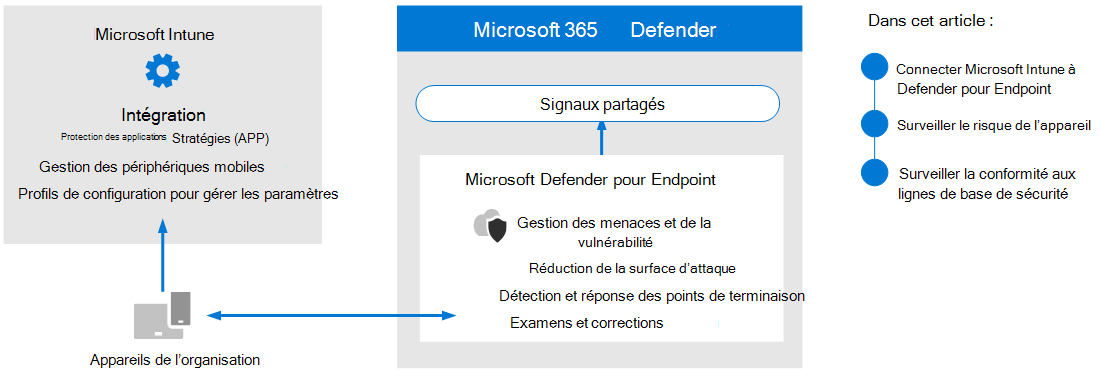 Microsoft Intune
Intégration
Protection des applications Stratégies (APP)
Gestion des périphériques mobiles
Profils de configuration pour gérer les paramètres
Appareils de l’organisation
Microsoft 365 Defender
Signaux partagés
Microsoft Defender pour Endpoint
Gestion des menaces et de la
vulnérabilité
Réduction de la surface d’attaque
Détection et réponse des points de terminaison
Examens et corrections
Dans cet article :
Connecter Microsoft Intune à
Defender pour Endpoint
Surveiller le risque de l’appareil
Surveiller la conformité aux
lignes de base de sécurité